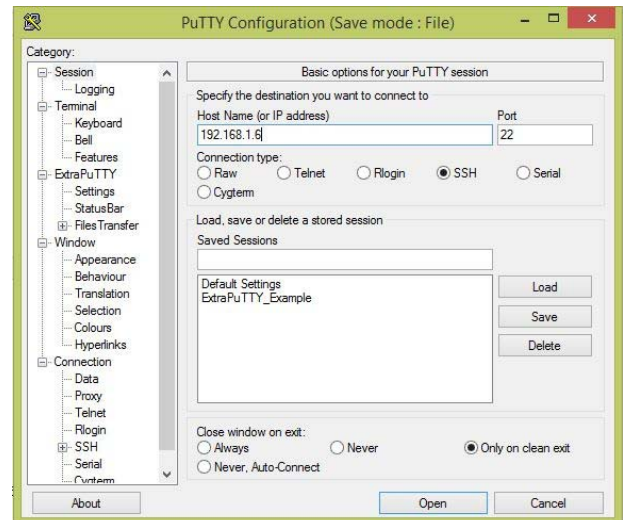 PuTTY Configuration (Save mode : File)
Category:
Session
Logging
Terminal
Keyboard
Bell
Features
ExtraPuTTY
Settings
StatusBar
FilesTransfer
Window
Appearance
Behaviour
Translation
Selection
Colours
Hyperlinks
Connection
Data
Proxy
Telnet
Rlogin
SSH
Serial
Cygterm
Basic options for your PuTTY session
Specify the destination you want to connect to
Host Name (or IP address) Port
192.168.1.6 22
Connection type:
Raw Telnet Rlogin SSH Serial
Cygterm
Load, save or delete a stored session
Saved Sessions
Default Settings
ExtraPuTTY_Example
Load
Save
Delete
Close window on exit:
Always Never Only on clean exit
Never, Auto-Connect
About Open Cancel